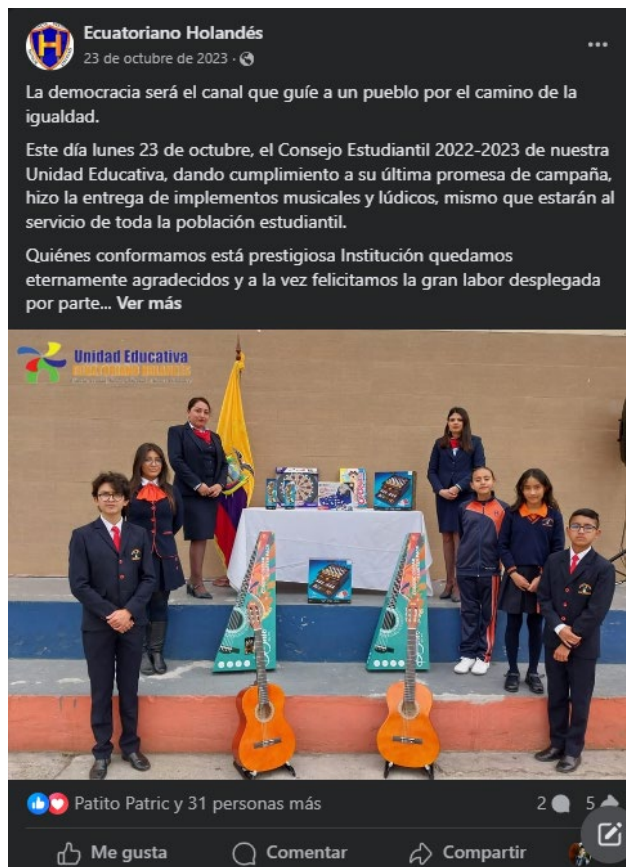 Ecuatoriano Holandés
23 de octubre de 2023 ·
La democracia será el canal que guíe a un pueblo por el camino de la
igualdad.
Este día lunes 23 de octubre, el Consejo Estudiantil 2022-2023 de nuestra
Unidad Educativa, dando cumplimiento a su última promesa de campaña,
hizo la entrega de implementos musicales y lúdicos, mismo que estarán al
servicio de toda la población estudiantil.
Quiénes conformamos está prestigiosa Institución quedamos
eternamente agradecidos y a la vez felicitamos la gran labor desplegada
por parte... Ver más
Unidad Educativa
ECUATORIANO HOLANDÉS
Patito Patric y 31 personas más
2 5
Me gusta
Comentar
Compartir